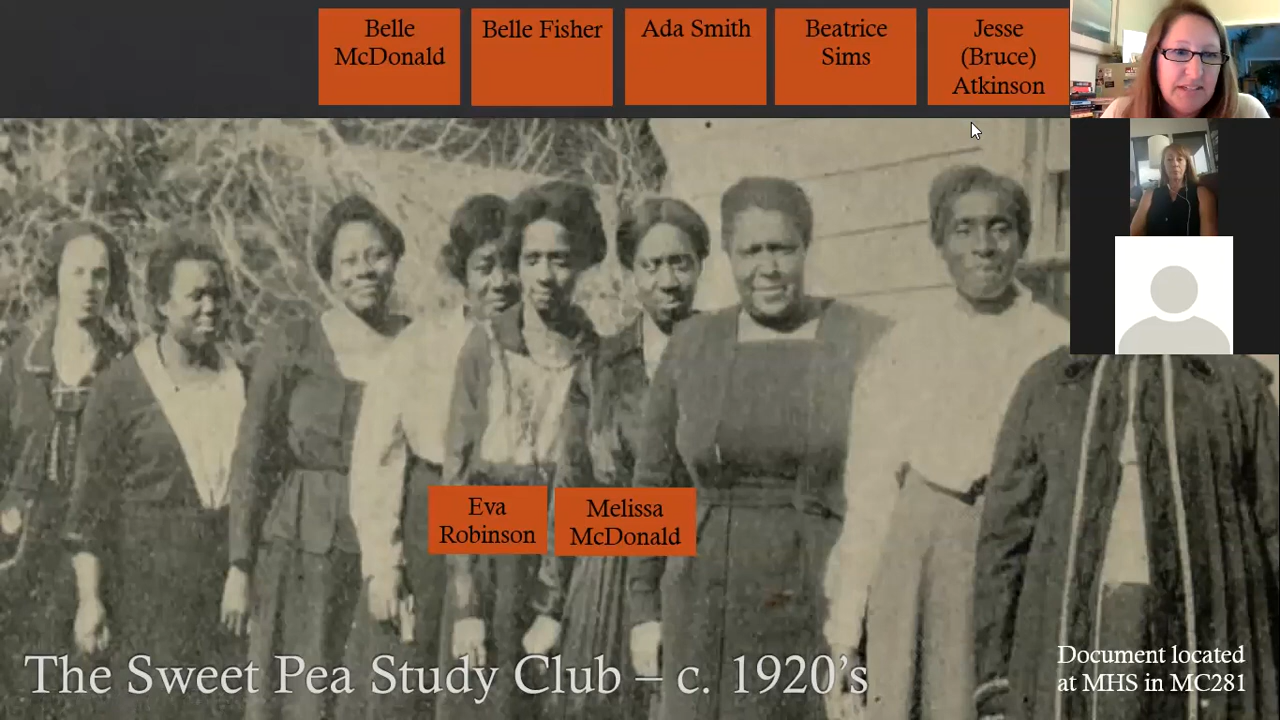 Belle
McDonald
Belle Fisher
Ada Smith
Beatrice
Sims
Jesse
(Bruce)
Atkinson
Eva
Robinson
Melissa
McDonald
The Sweet Pea Study Club – c. 1920's
Document located
at MHS in MC281